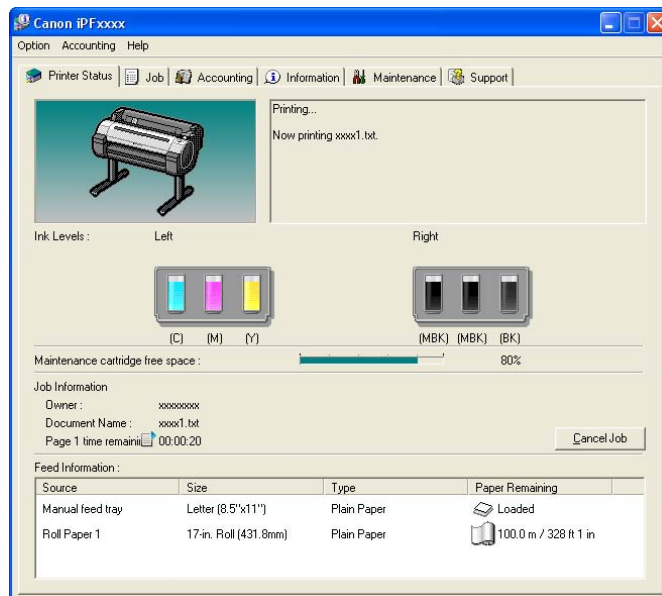 Canon iPFxxxx
Option Accounting Help
Printer Status Job Accounting Information Maintenance Support
Printing...
Now printing xxxx1.txt.
Ink Levels : Left Right
(C) (M) (Y) (MBK) (MBK) (BK)
Maintenance cartridge free space : 80%
Job Information
Owner : xxxxxxxx
Document Name : xxxx1.txt
Page 1 time remaini 00:00:20
Cancel Job
Feed Information :
Source Size Type Paper Remaining
Manual feed tray Letter (8.5"x11") Plain Paper Loaded
Roll Paper 1 17-in. Roll (431.8mm) Plain Paper 100.0 m / 328 ft 1 in